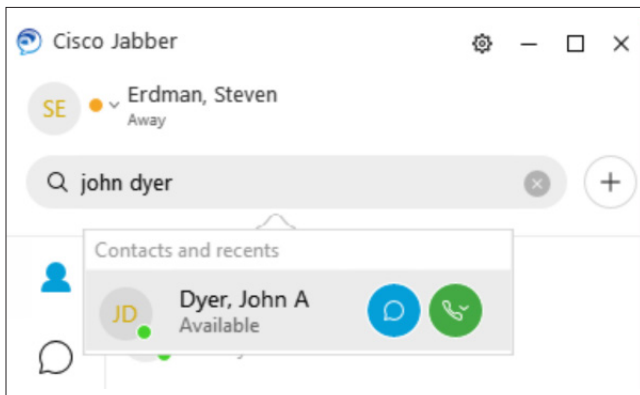 Cisco Jabber
SE
Erdman, Steven
Away
john dyer
Contacts and recents
JD
Dyer, John A
Available